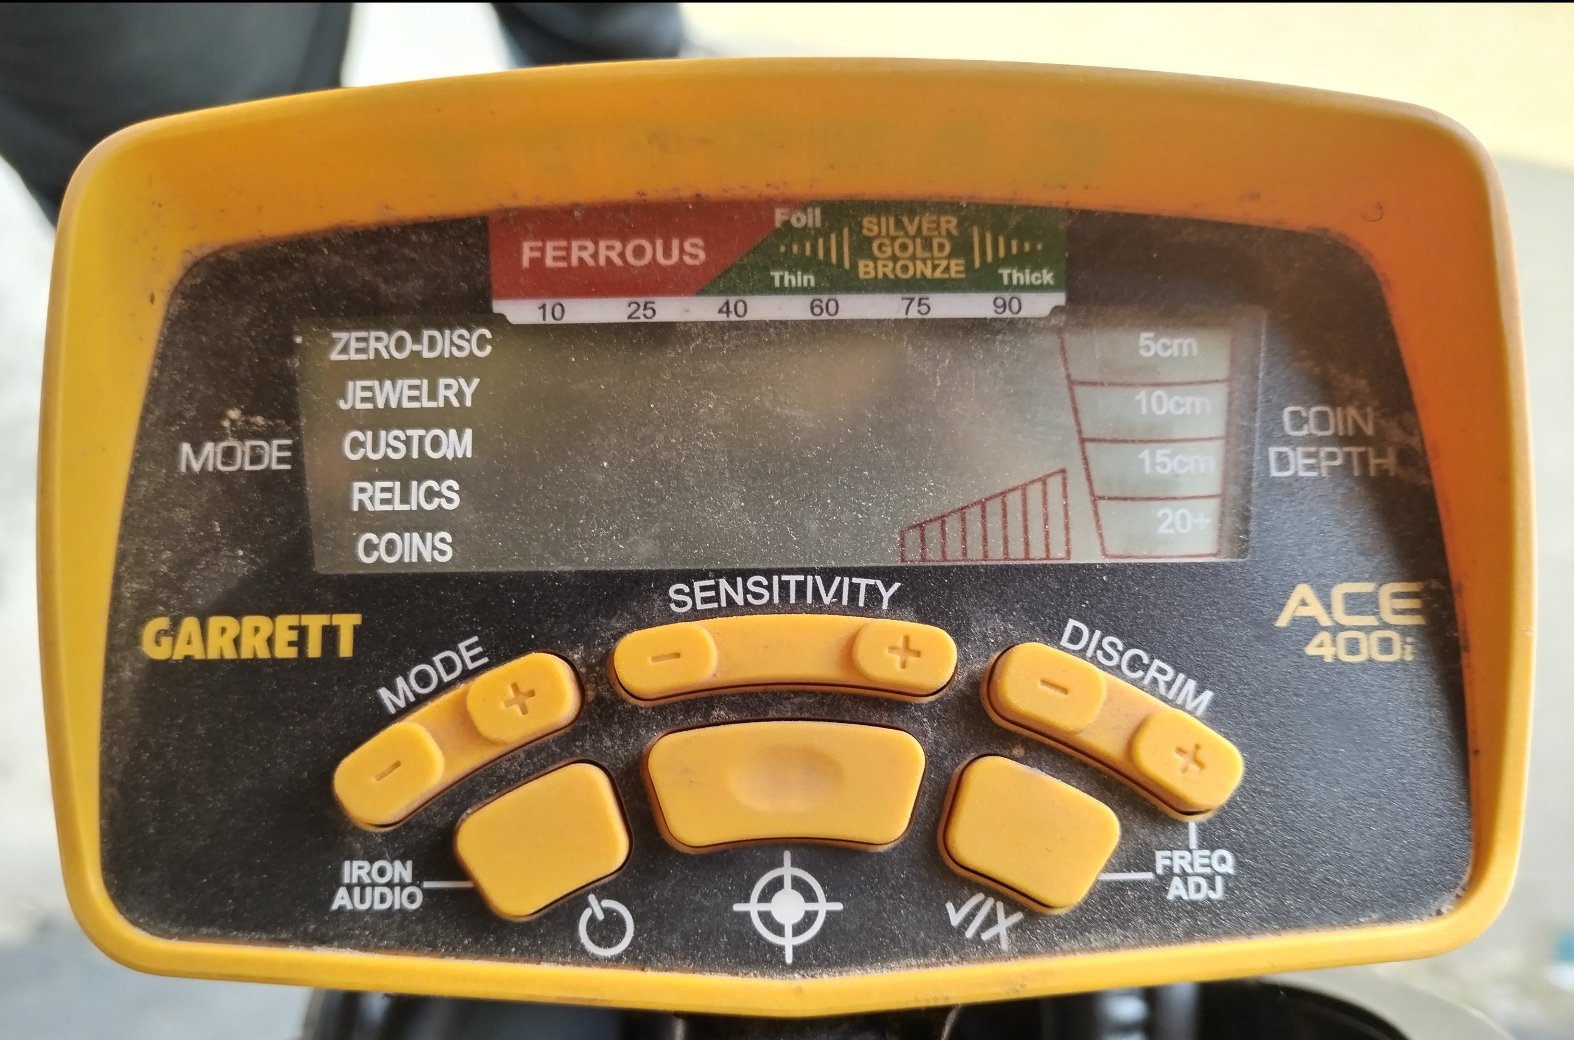 Foil
FERROUS
SILVER
GOLD
BRONZE
Thin
Thick
10 25 40 60 75 90
MODE
ZERO-DISC
JEWELRY
CUSTOM
RELICS
COINS
5cm
10cm
15cm
20+
COIN
DEPTH
GARRETT
ACE
400i
MODE
- +
SENSITIVITY
- +
DISCRIM
- +
IRON
AUDIO
√/X
FREQ
ADJ